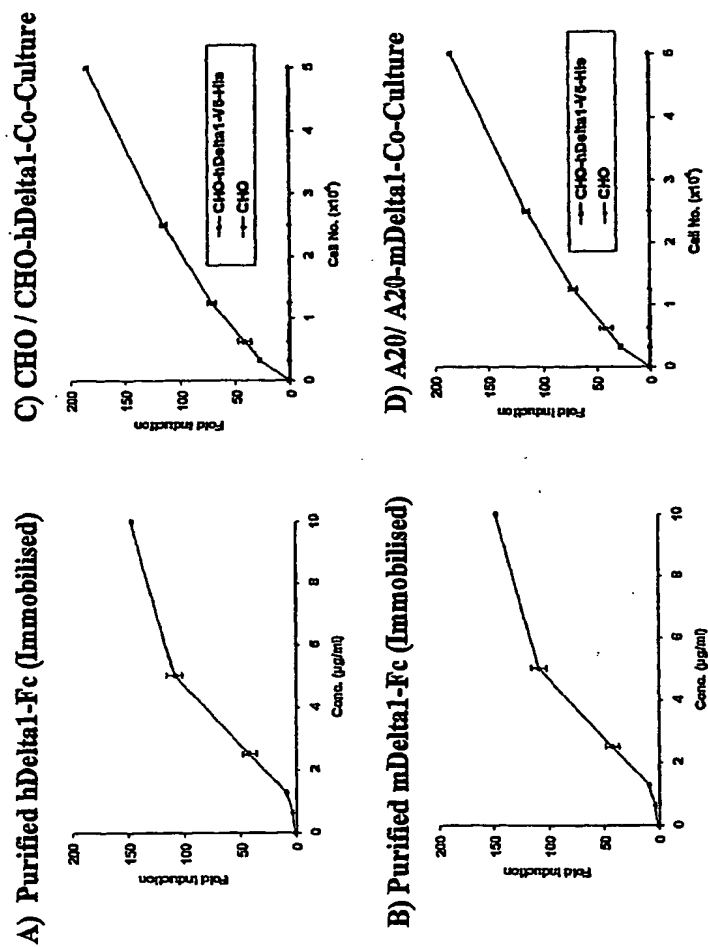 A) Purified hDelta1-Fc (Immobilised)
200
150
100
50
0
Fold Induction
0 2 4 6 8 10
Conc. (µg/ml)
B) Purified mDelta1-Fc (Immobilised)
200
150
100
50
0
Fold Induction
0 2 4 6 8 10
Conc. (µg/ml)
C) CHO / CHO-hDelta1-Co-Culture
200
150
100
50
0
Fold Induction
CHO-hDelta1-V5-His
CHO
0 1 2 3 4 5
Cell No. (x10⁴)
D) A20/ A20-mDelta1-Co-Culture
200
150
100
50
0
Fold Induction
CHO-hDelta1-V5-His
CHO
0 1 2 3 4 5
Cell No. (x10⁴)